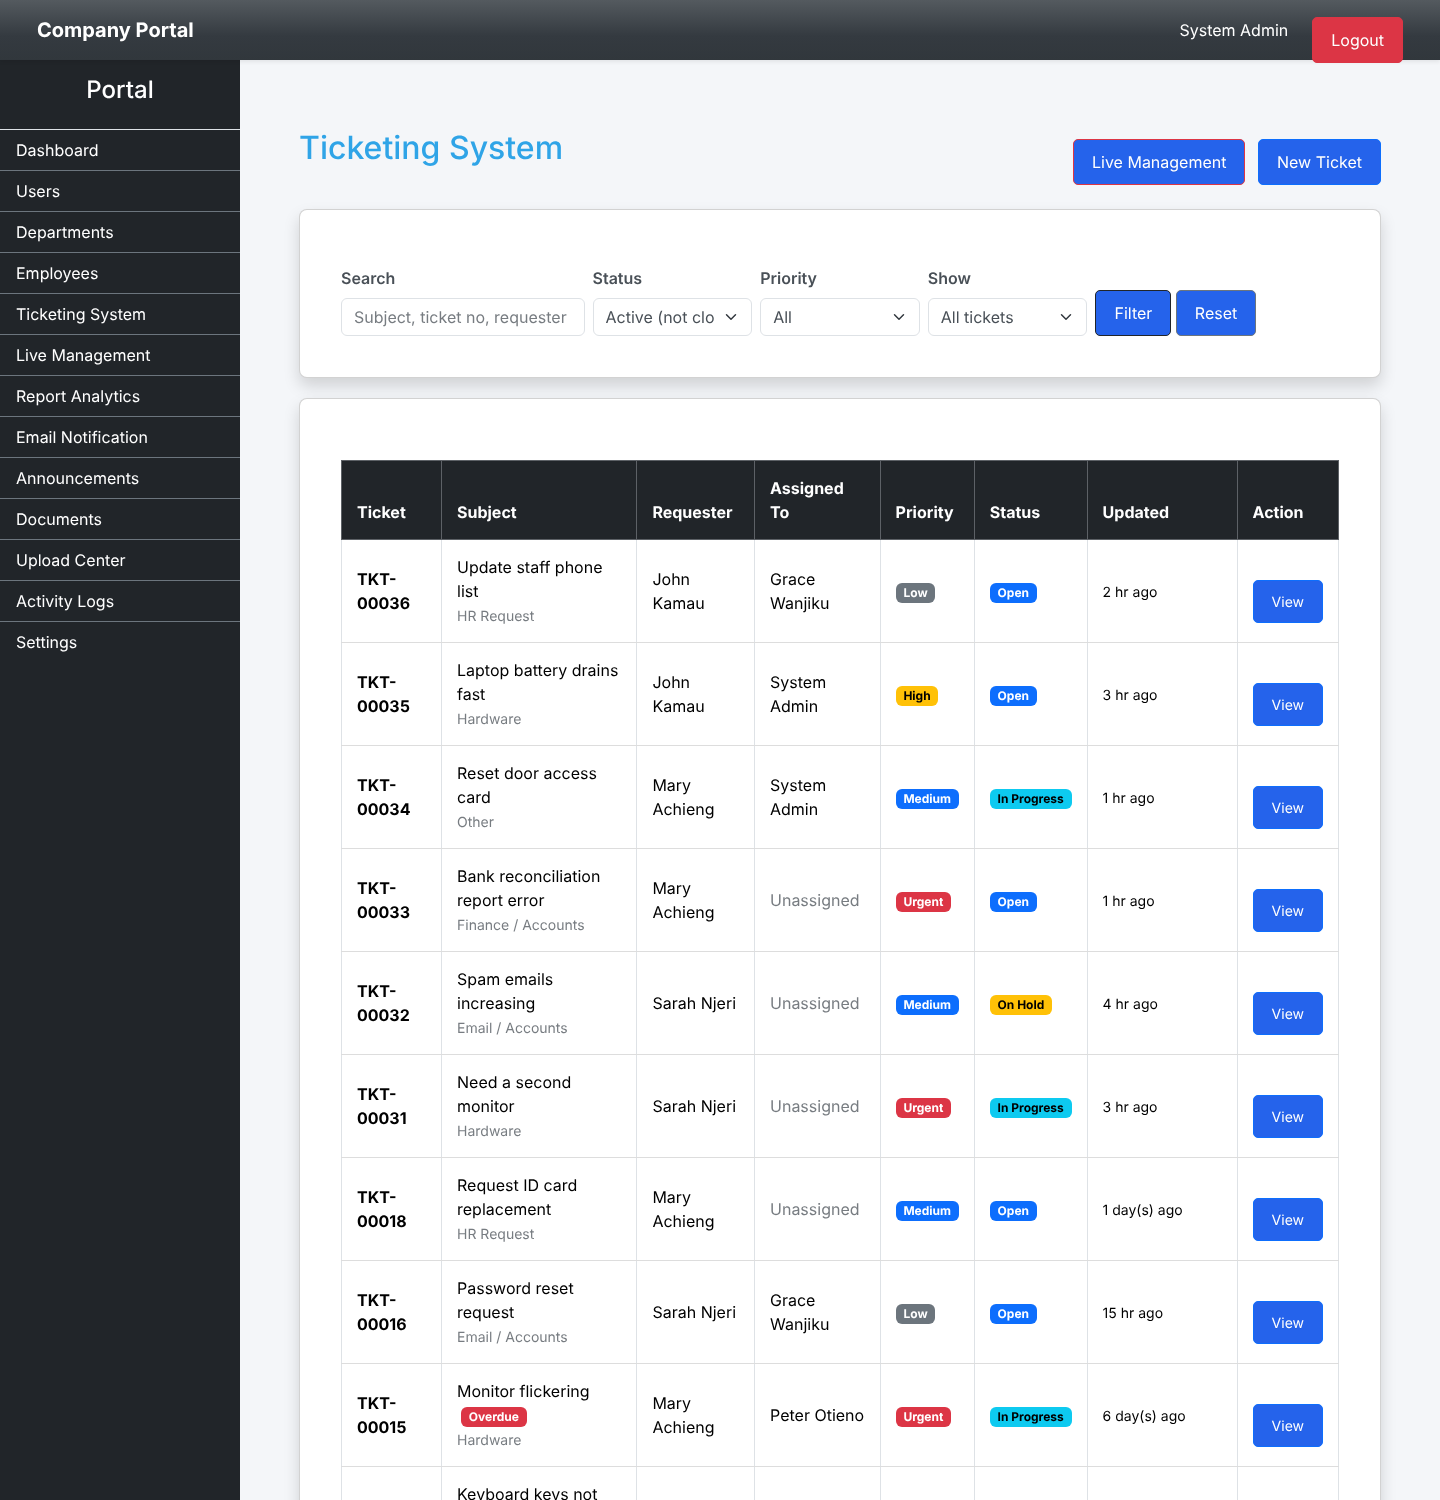 Company Portal
System Admin
Logout
Portal
Dashboard
Users
Departments
Employees
Ticketing System
Live Management
Report Analytics
Email Notification
Announcements
Documents
Upload Center
Activity Logs
Settings
Ticketing System
Live Management
New Ticket
Search
Status
Priority
Show
Subject, ticket no, requester
Active (not clo
All
All tickets
Filter
Reset
Ticket
Subject
Requester
Assigned
To
Priority
Status
Updated
Action
TKT-
00036
Update staff phone
list
HR Request
John
Kamau
Grace
Wanjiku
Low
Open
2 hr ago
View
TKT-
00035
Laptop battery drains
fast
Hardware
John
Kamau
System
Admin
High
Open
3 hr ago
View
TKT-
00034
Reset door access
card
Other
Mary
Achieng
System
Admin
Medium
In Progress
1 hr ago
View
TKT-
00033
Bank reconciliation
report error
Finance / Accounts
Mary
Achieng
Unassigned
Urgent
Open
1 hr ago
View
TKT-
00032
Spam emails
increasing
Email / Accounts
Sarah Njeri
Unassigned
Medium
On Hold
4 hr ago
View
TKT-
00031
Need a second
monitor
Hardware
Sarah Njeri
Unassigned
Urgent
In Progress
3 hr ago
View
TKT-
00018
Request ID card
replacement
HR Request
Mary
Achieng
Unassigned
Medium
Open
1 day(s) ago
View
TKT-
00016
Password reset
request
Email / Accounts
Sarah Njeri
Grace
Wanjiku
Low
Open
15 hr ago
View
TKT-
00015
Monitor flickering
Overdue
Hardware
Mary
Achieng
Peter Otieno
Urgent
In Progress
6 day(s) ago
View
Keyboard keys not